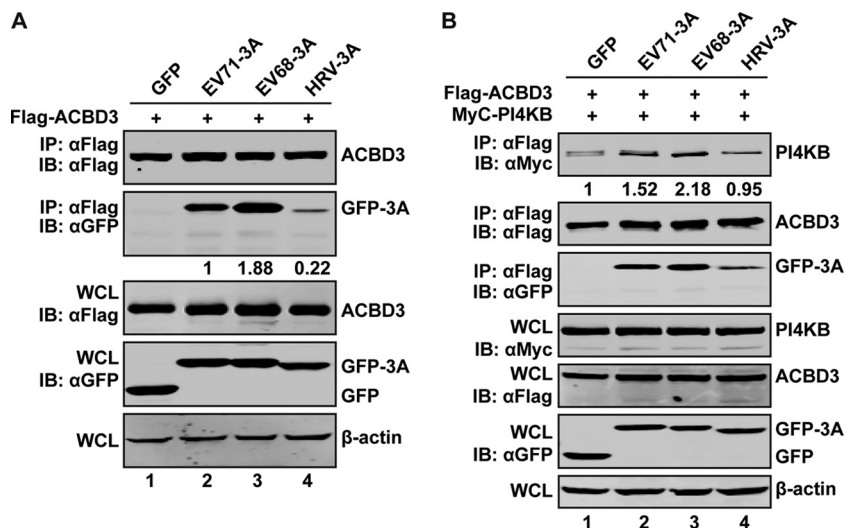 A
GFP
EV71-3A
EV68-3A
HRV-3A
Flag-ACBD3 + + + +
IP: αFlag
IB: αFlag
ACBD3
IP: αFlag
IB: αGFP
GFP-3A
1 1.88 0.22
WCL
IB: αFlag
ACBD3
WCL
IB: αGFP
GFP-3A
GFP
WCL
β-actin
1 2 3 4
B
GFP
EV71-3A
EV68-3A
HRV-3A
Flag-ACBD3 + + + +
MyC-PI4KB + + + +
IP: αFlag
IB: αMyc
PI4KB
1 1.52 2.18 0.95
IP: αFlag
IB: αFlag
ACBD3
IP: αFlag
IB: αGFP
GFP-3A
WCL
IB: αMyc
PI4KB
WCL
IB: αFlag
ACBD3
WCL
IB: αGFP
GFP-3A
GFP
WCL
β-actin
1 2 3 4